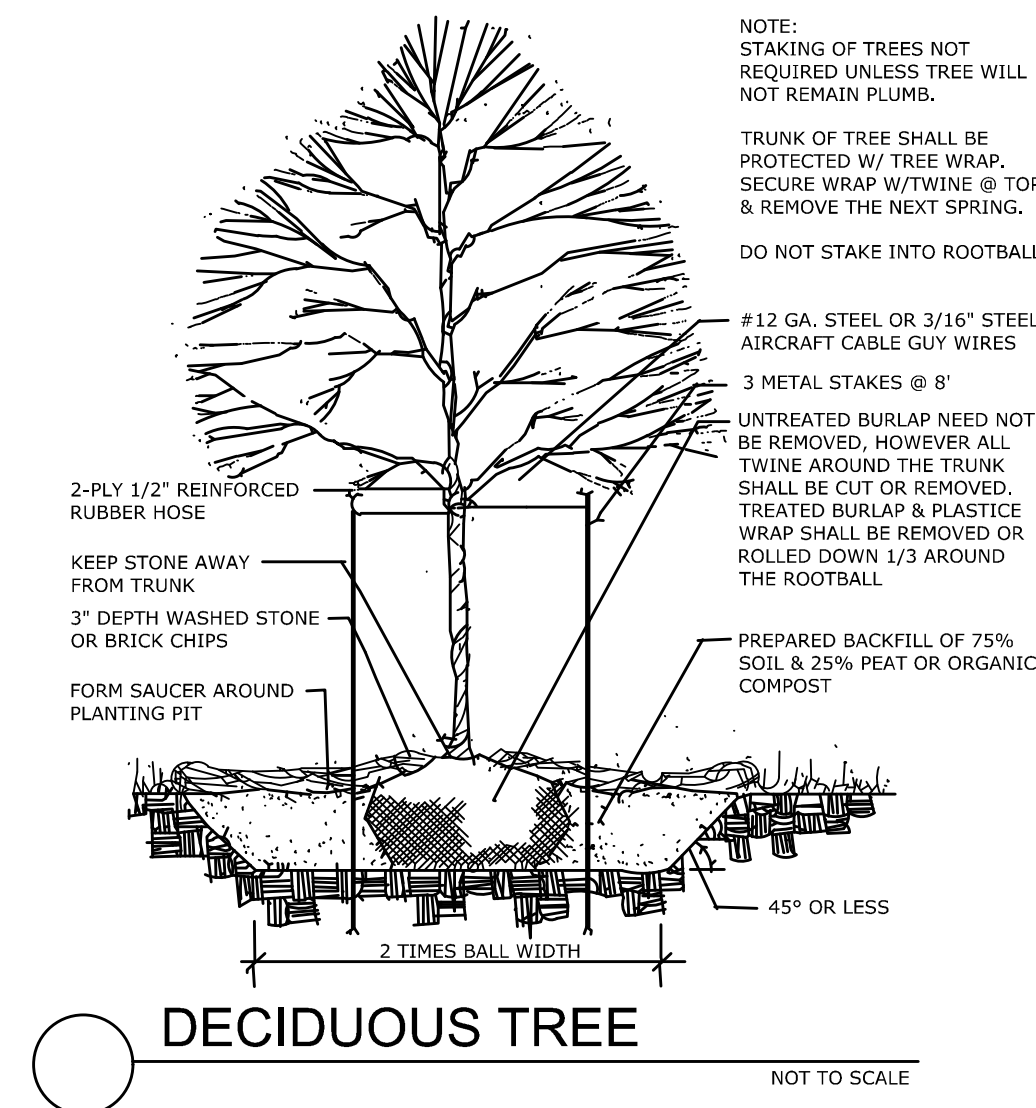 NOTE:
STAKING OF TREES NOT
REQUIRED UNLESS TREE WILL
NOT REMAIN PLUMB.
TRUNK OF TREE SHALL BE
PROTECTED W/ TREE WRAP.
SECURE WRAP W/TWINE @ TOP
& REMOVE THE NEXT SPRING.
DO NOT STAKE INTO ROOTBALL
#12 GA. STEEL OR 3/16" STEEL
AIRCRAFT CABLE GUY WIRES
3 METAL STAKES @ 8'
UNTREATED BURLAP NEED NOT
BE REMOVED, HOWEVER ALL
TWINE AROUND THE TRUNK
SHALL BE CUT OR REMOVED.
TREATED BURLAP & PLASTICE
WRAP SHALL BE REMOVED OR
ROLLED DOWN 1/3 AROUND
THE ROOTBALL
2-PLY 1/2" REINFORCED
RUBBER HOSE
KEEP STONE AWAY
FROM TRUNK
3" DEPTH WASHED STONE
OR BRICK CHIPS
FORM SAUCER AROUND
PLANTING PIT
PREPARED BACKFILL OF 75%
SOIL & 25% PEAT OR ORGANIC
COMPOST
45° OR LESS
2 TIMES BALL WIDTH
DECIDUOUS TREE
NOT TO SCALE